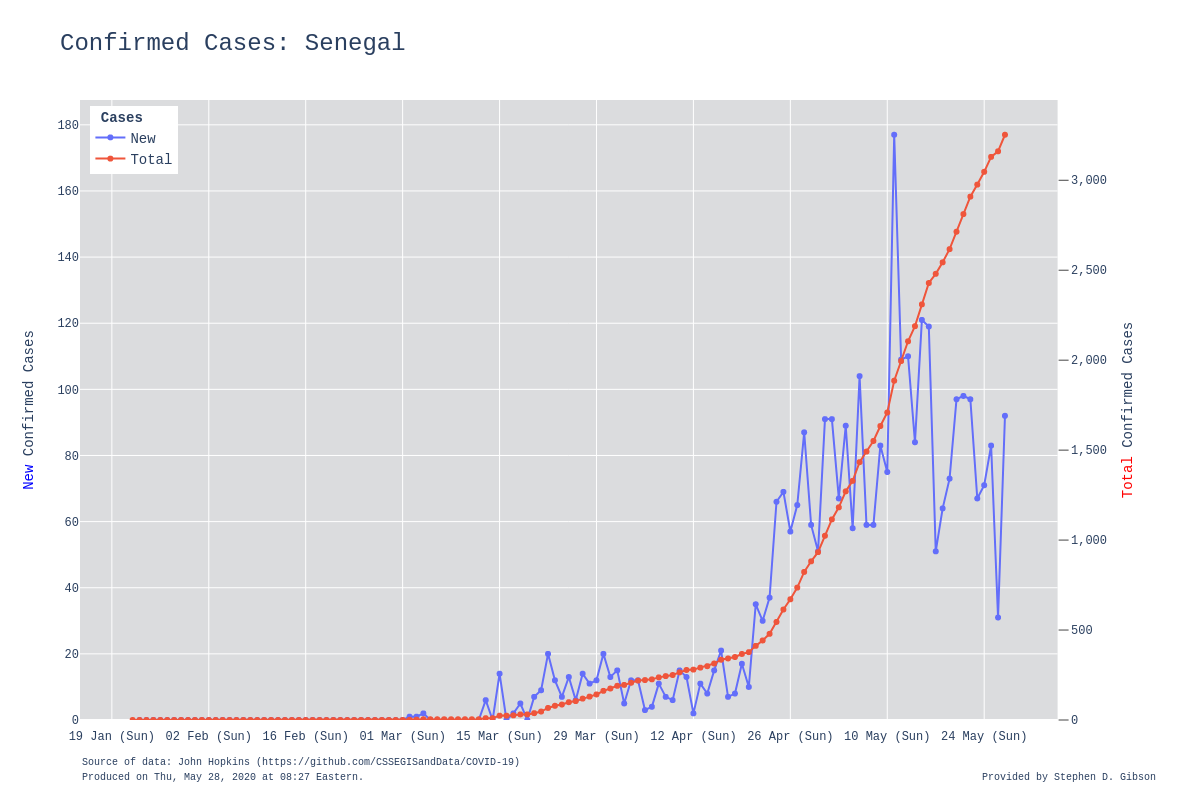 Confirmed Cases: Senegal
Cases
New
Total
180
160
140
120
100
80
60
40
20
0
New Confirmed Cases
3,000
2,500
2,000
1,500
1,000
500
0
Total Confirmed Cases
19 Jan (Sun) 02 Feb (Sun) 16 Feb (Sun) 01 Mar (Sun) 15 Mar (Sun) 29 Mar (Sun) 12 Apr (Sun) 26 Apr (Sun) 10 May (Sun) 24 May (Sun)
Source of data: John Hopkins (https://github.com/CSSEGISandData/COVID-19)
Produced on Thu, May 28, 2020 at 08:27 Eastern.
Provided by Stephen D. Gibson